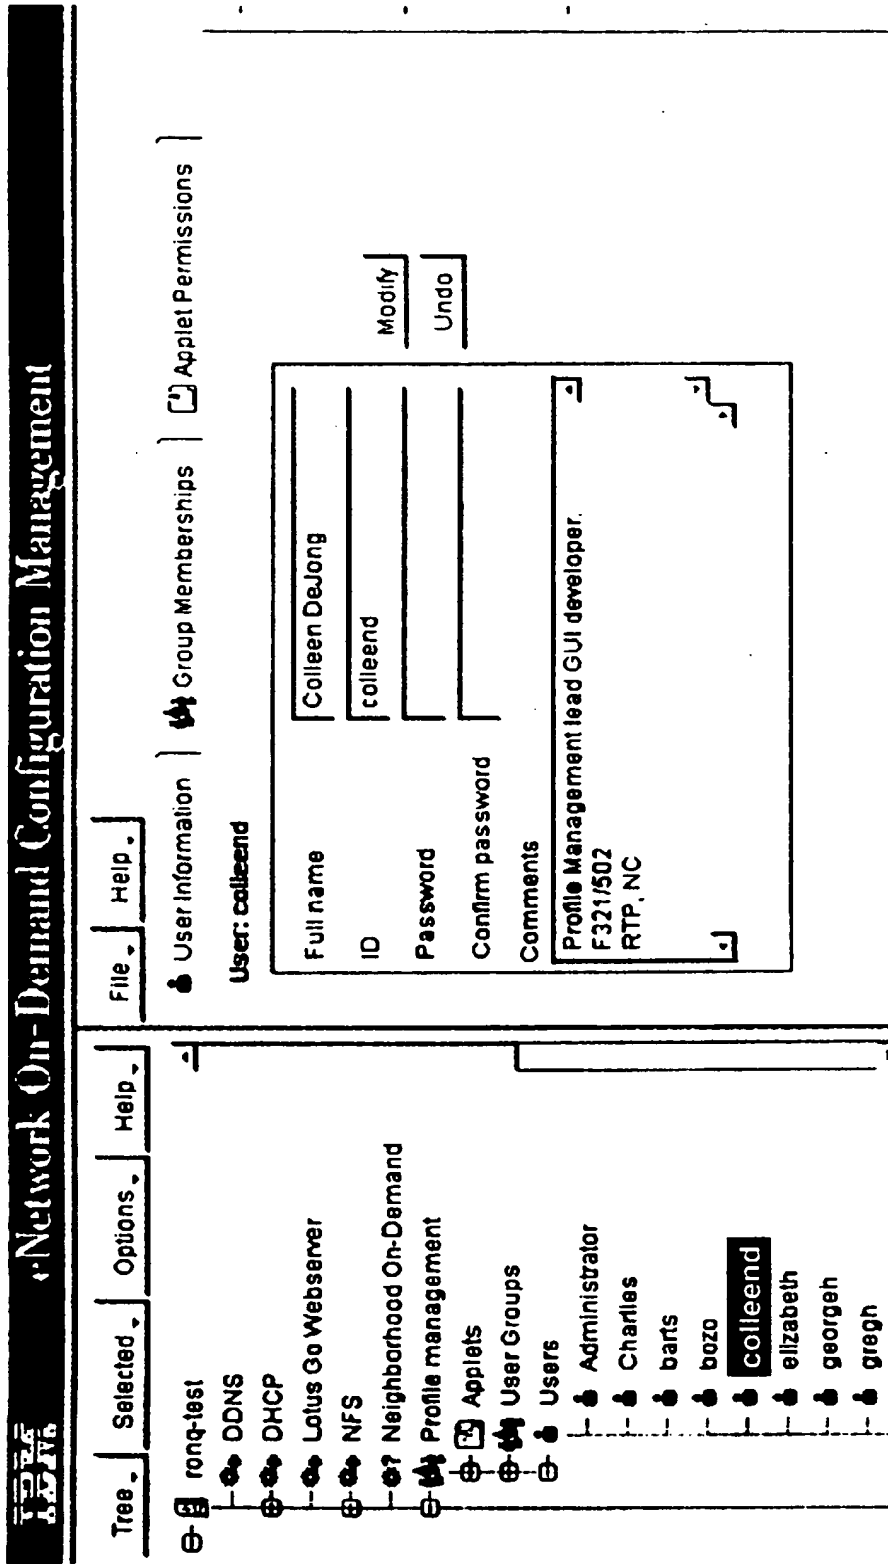 IBM
eNetwork On-Demand Configuration Management
Tree
Selected
Options
Help
ronq-test
DDNS
DHCP
Lotus Go Webserver
NFS
Neighborhood On-Demand
Profile management
Applets
User Groups
Users
Administrator
Charlies
barts
bozo
colleend
elizabeth
georgeh
gregh
File
Help
User Information
Group Memberships
Applet Permissions
User: colleend
Full name
Colleen DeJong
ID
colleend
Password
Confirm password
Comments
Profile Management lead GUI developer.
F321/502
RTP, NC
Modify
Undo